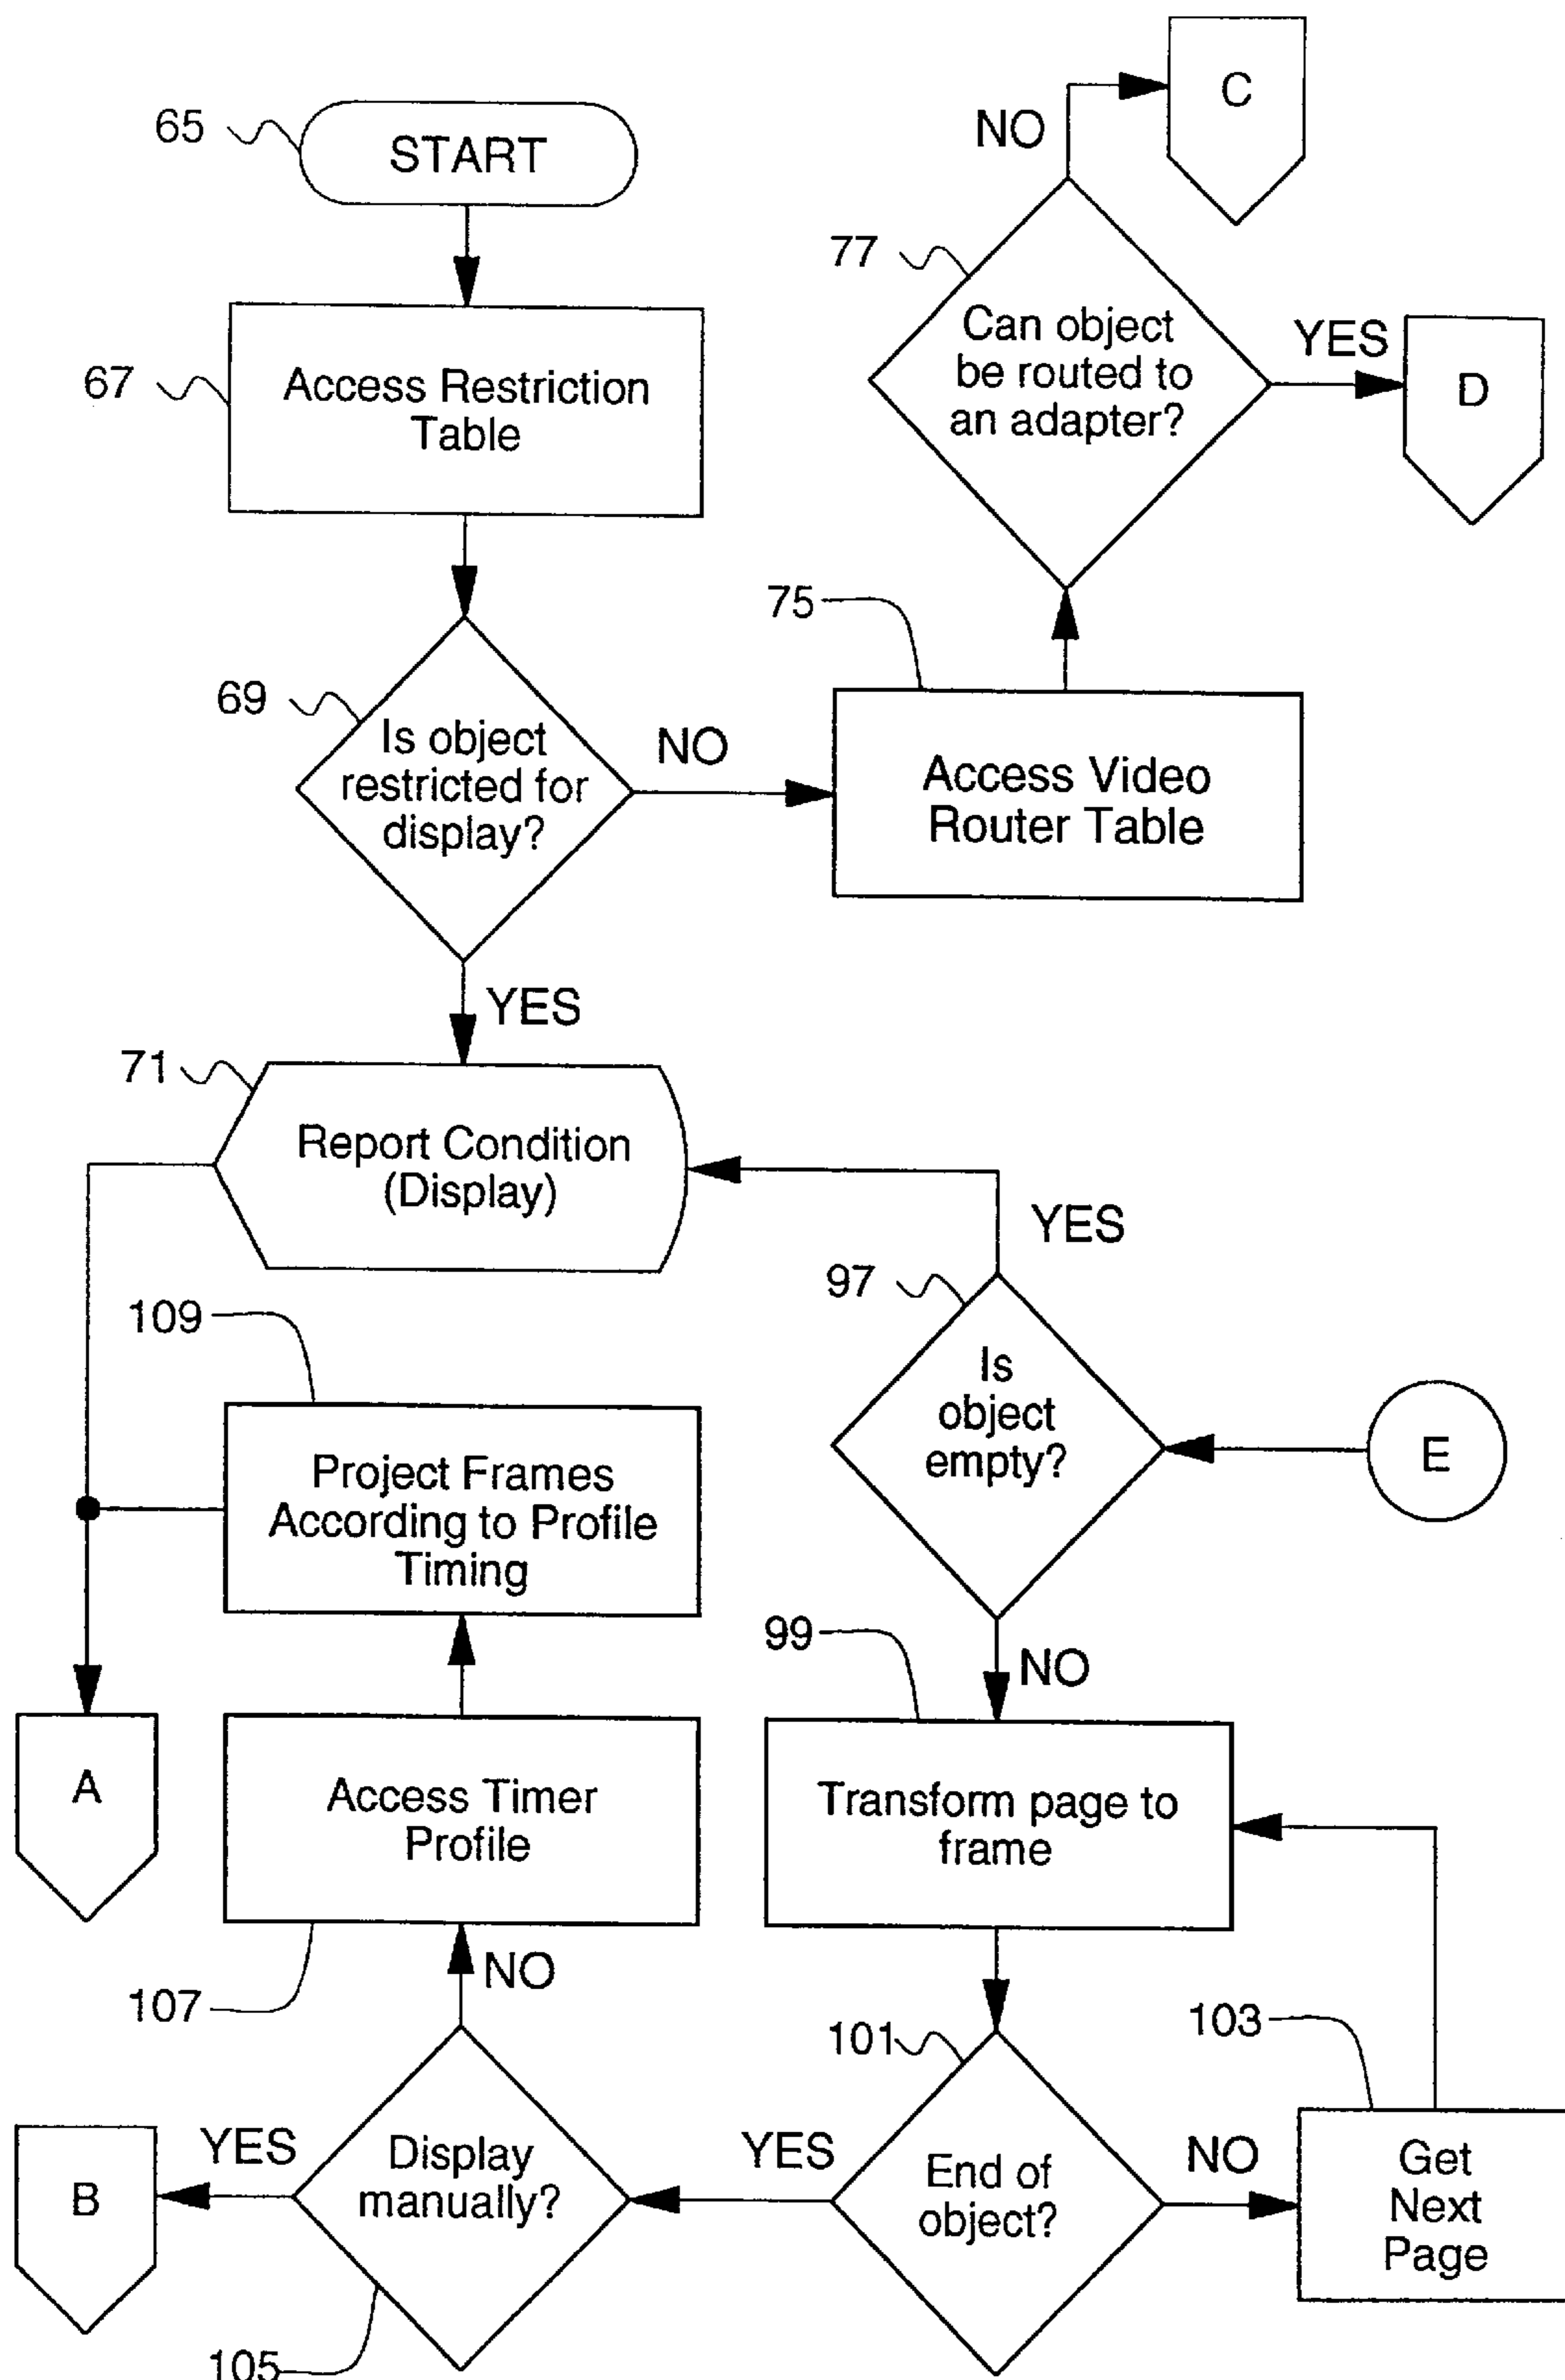 65
START
67
Access Restriction
Table
69
Is object
restricted for
display?
NO
YES
C
NO
77
Can object
be routed to
an adapter?
YES
D
75
Access Video
Router Table
71
Report Condition
(Display)
YES
97
Is
object
empty?
E
NO
109
Project Frames
According to Profile
Timing
A
107
Access Timer
Profile
NO
99
Transform page to
frame
101
End of
object?
YES
NO
103
Get
Next
Page
105
Display
manually?
YES
B